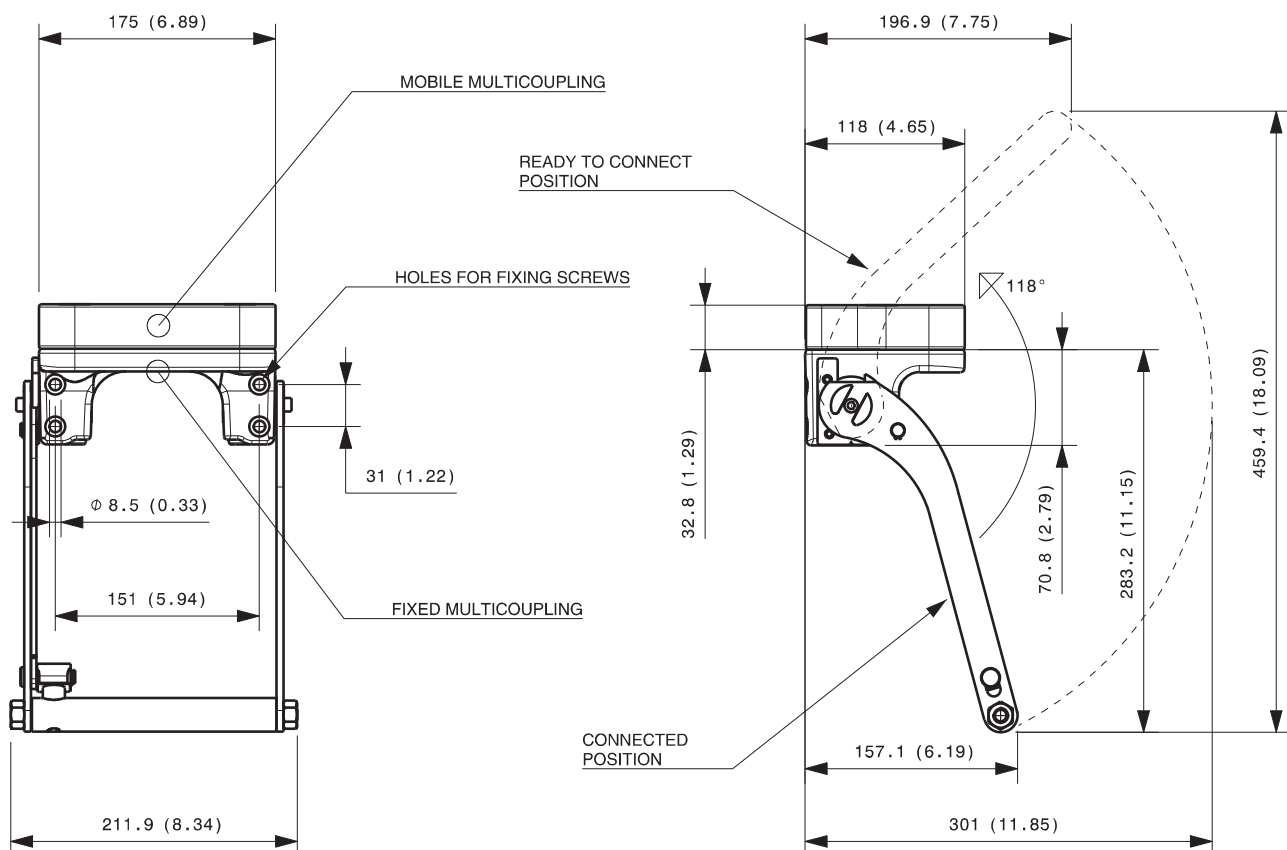 175 (6.89)
196.9 (7.75)
MOBILE MULTICOUPLING
118 (4.65)
READY TO CONNECT
POSITION
HOLES FOR FIXING SCREWS
118°
31 (1.22)
32.8 (1.29)
70.8 (2.79)
283.2 (11.15)
459.4 (18.09)
ϕ 8.5 (0.33)
151 (5.94)
FIXED MULTICOUPLING
CONNECTED
POSITION
157.1 (6.19)
211.9 (8.34)
301 (11.85)